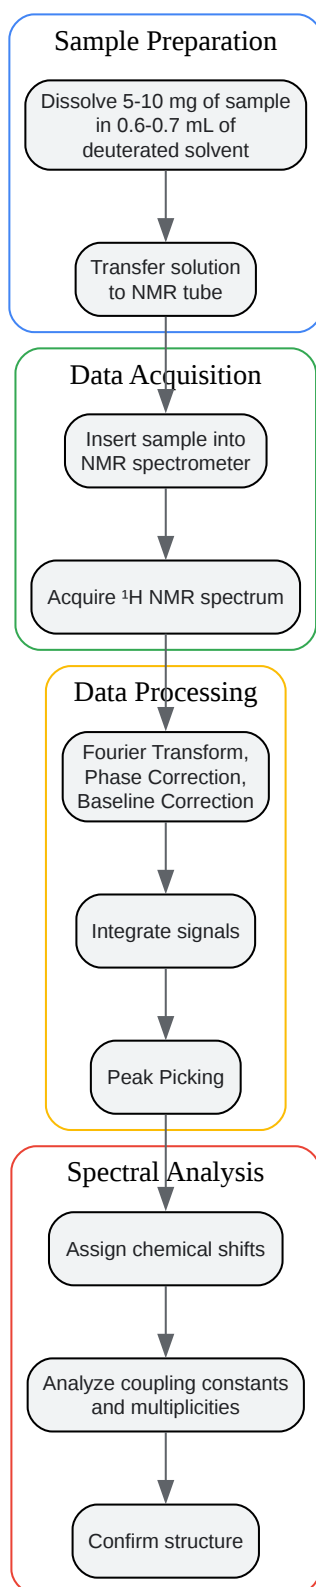 Sample Preparation
Dissolve 5-10 mg of sample
in 0.6-0.7 mL of
deuterated solvent
Transfer solution
to NMR tube
Data Acquisition
Insert sample into
NMR spectrometer
Acquire ¹H NMR spectrum
Data Processing
Fourier Transform,
Phase Correction,
Baseline Correction
Integrate signals
Peak Picking
Spectral Analysis
Assign chemical shifts
Analyze coupling constants
and multiplicities
Confirm structure